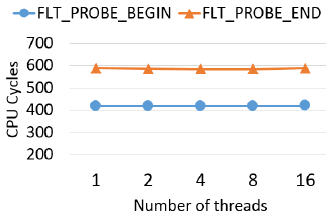 FLT_PROBE_BEGIN FLT_PROBE_END
700
600
500
400
300
200
CPU Cycles
1 2 4 8 16
Number of threads